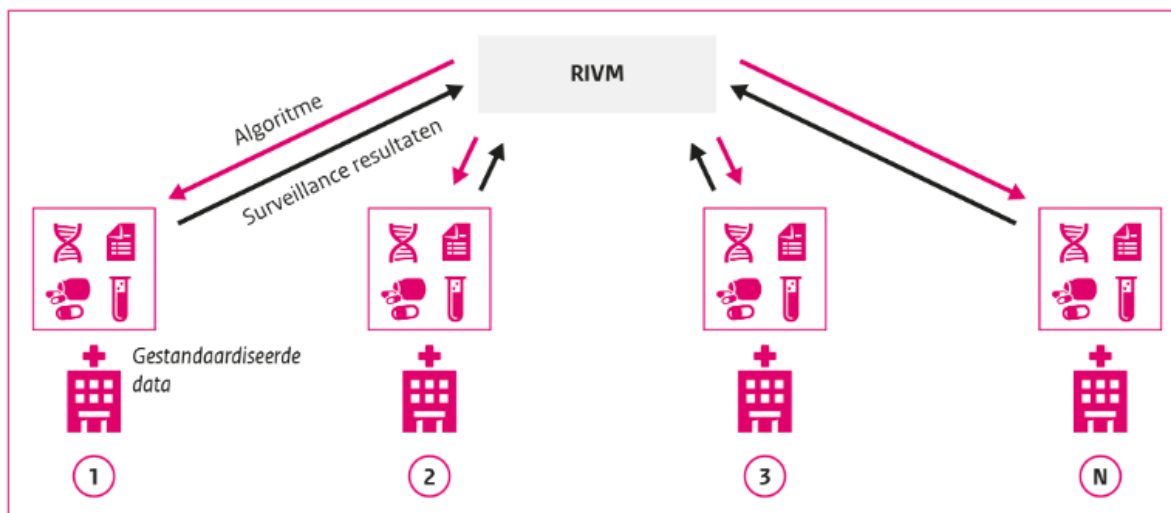 RIVM
Algoritme
Surveillance resultaten
Gestandaardiseerde
data
1
2
3
N